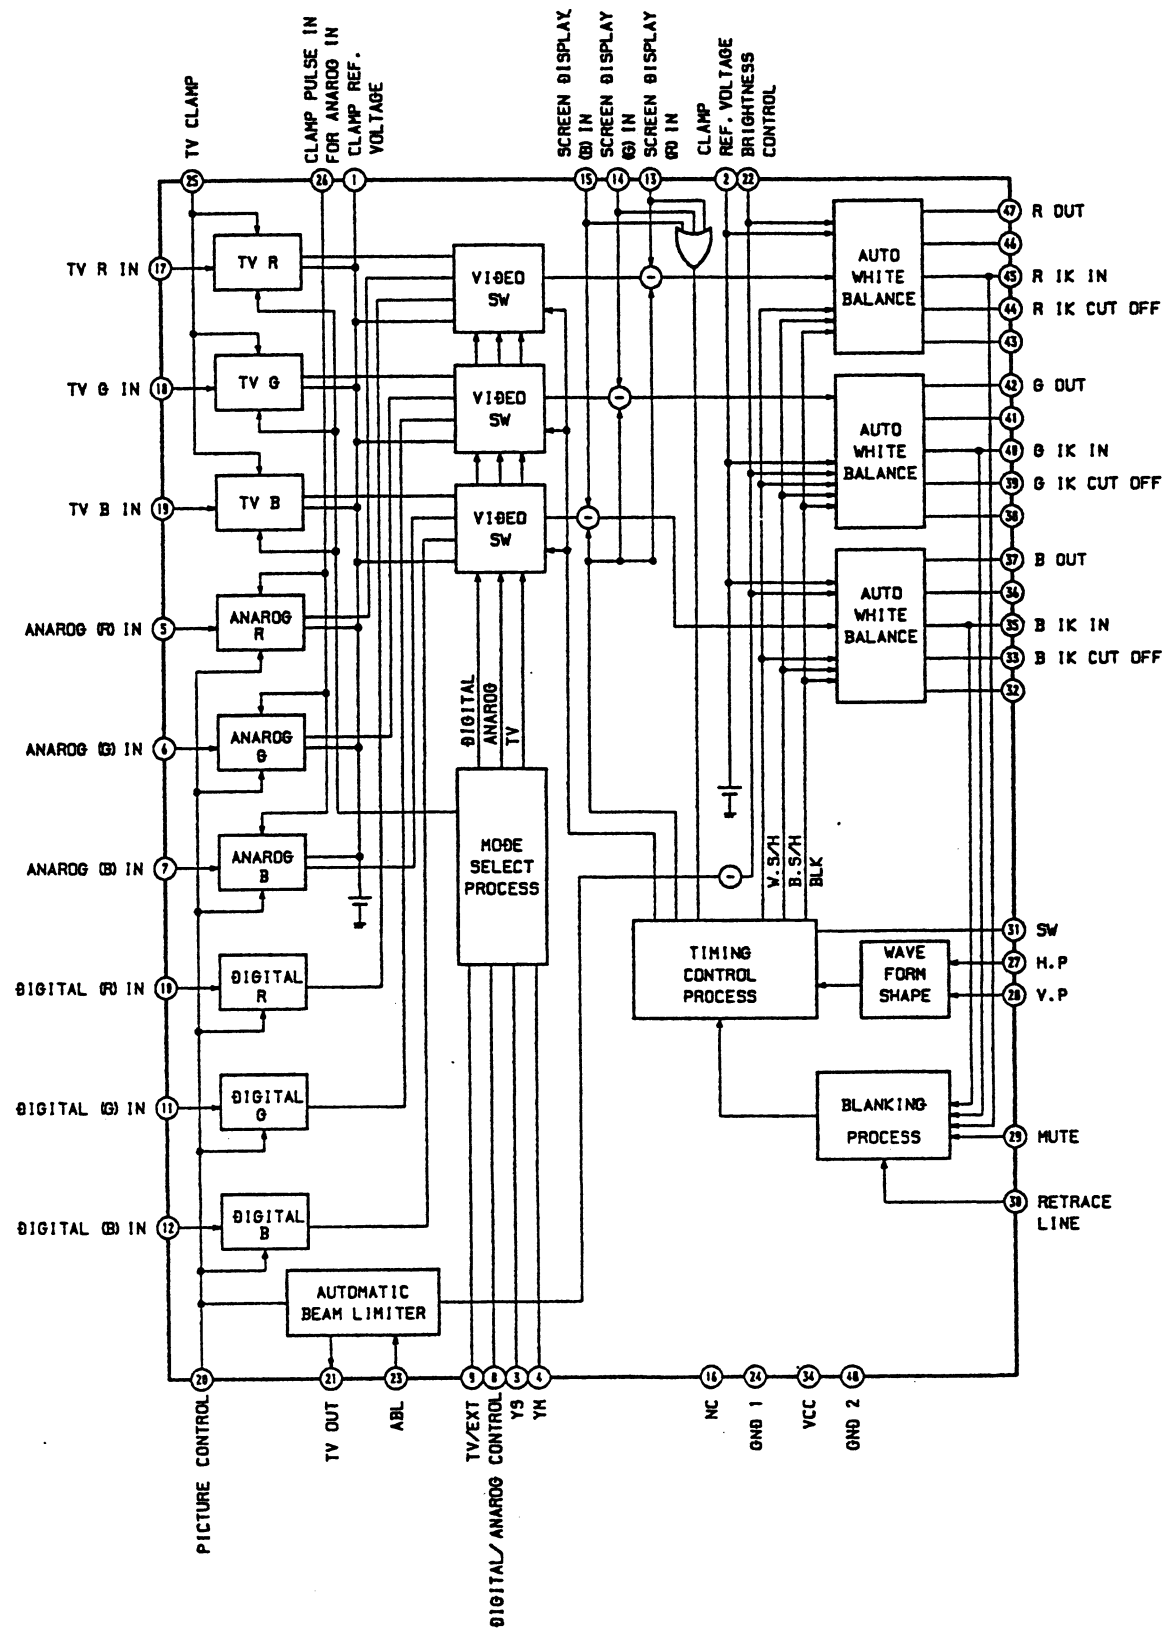 TV CLAMP
CLAMP PULSE IN
FOR ANAROG IN
CLAMP REF.
VOLTAGE
SCREEN DISPLAY
(B) IN
SCREEN DISPLAY
(G) IN
SCREEN DISPLAY
(R) IN
CLAMP
REF. VOLTAGE
BRIGHTNESS
CONTROL
25
26
1
15
14
13
2
22
TV R IN
17
TV R
VIDEO
SW
AUTO
WHITE
BALANCE
47
R OUT
46
45
R IK IN
44
R IK CUT OFF
43
TV G IN
18
TV G
VIDEO
SW
AUTO
WHITE
BALANCE
42
G OUT
41
40
G IK IN
39
G IK CUT OFF
38
TV B IN
19
TV B
VIDEO
SW
AUTO
WHITE
BALANCE
37
B OUT
36
35
B IK IN
33
B IK CUT OFF
32
ANAROG (R) IN
5
ANAROG
R
ANAROG (G) IN
6
ANAROG
G
DIGITAL
ANAROG
TV
ANAROG (B) IN
7
ANAROG
B
MODE
SELECT
PROCESS
W.S/H
B.S/H
BLK
DIGITAL (R) IN
10
DIGITAL
R
TIMING
CONTROL
PROCESS
WAVE
FORM
SHAPE
31
SW
27
H.P
28
V.P
DIGITAL (G) IN
11
DIGITAL
G
BLANKING
PROCESS
29
MUTE
30
RETRACE
LINE
DIGITAL (B) IN
12
DIGITAL
B
AUTOMATIC
BEAM LIMITER
20
21
23
9
8
3
4
16
24
34
48
PICTURE CONTROL
TV OUT
ABL
TV/EXT
DIGITAL/ANAROG CONTROL
YS
YM
NC
GND 1
VCC
GND 2